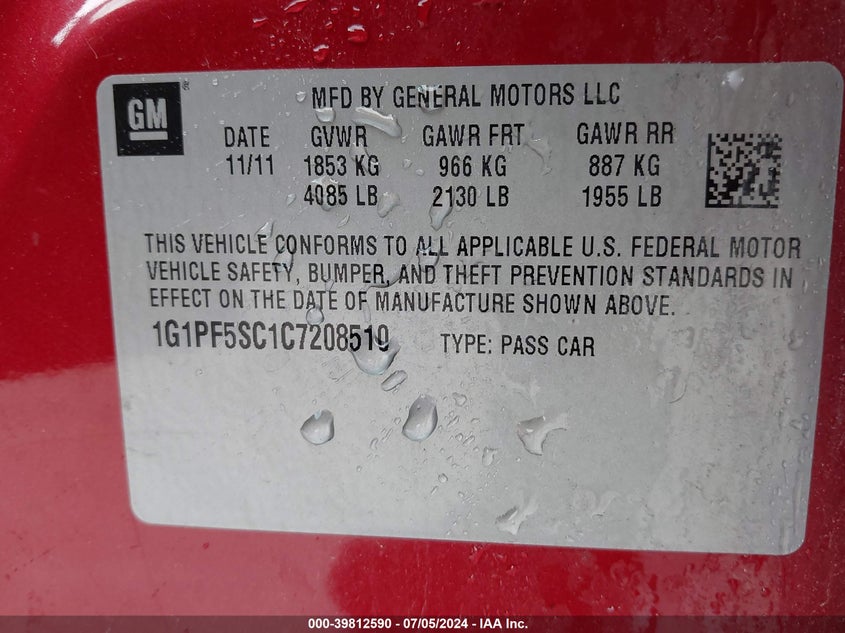 GM
®
MFD BY GENERAL MOTORS LLC
DATE GVWR GAWR FRT GAWR RR
11/11 1853 KG 966 KG 887 KG
4085 LB 2130 LB 1955 LB
THIS VEHICLE CONFORMS TO ALL APPLICABLE U.S. FEDERAL MOTOR
VEHICLE SAFETY, BUMPER, AND THEFT PREVENTION STANDARDS IN
EFFECT ON THE DATE OF MANUFACTURE SHOWN ABOVE.
1G1PF5SC1C7208510 TYPE: PASS CAR
000-39812590 - 07/05/2024 - IAA Inc.